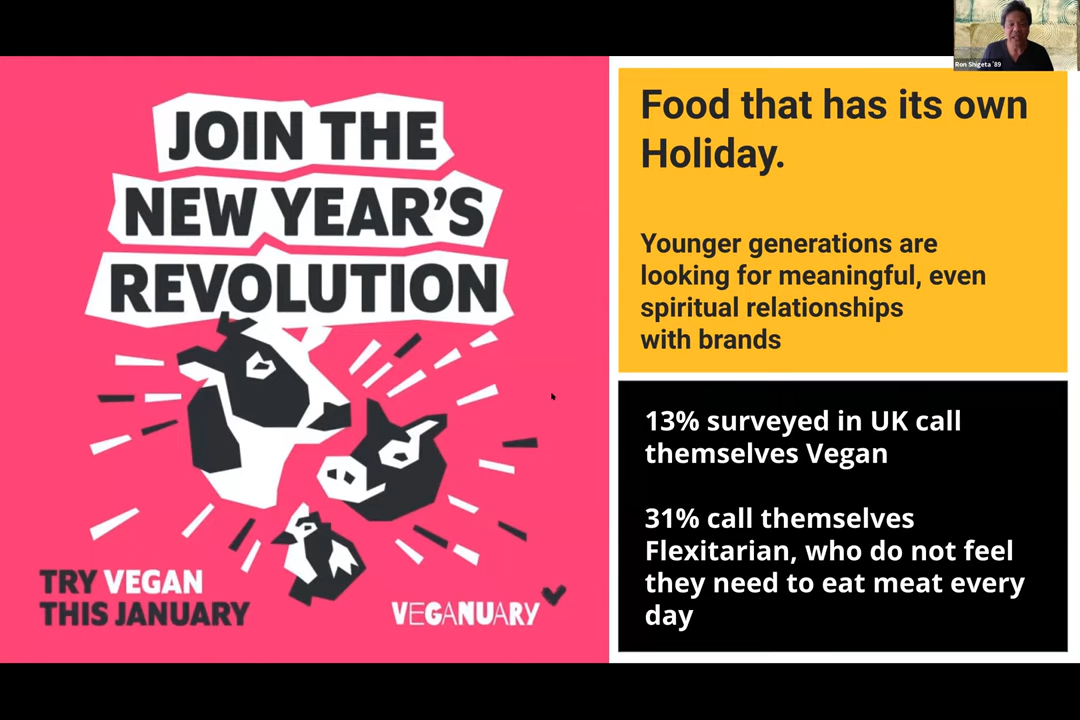 Ron Shigeta '89
JOIN THE
NEW YEAR'S
REVOLUTION
TRY VEGAN
THIS JANUARY
VEGANUARY
Food that has its own
Holiday.
Younger generations are
looking for meaningful, even
spiritual relationships
with brands
13% surveyed in UK call
themselves Vegan
31% call themselves
Flexitarian, who do not feel
they need to eat meat every
day